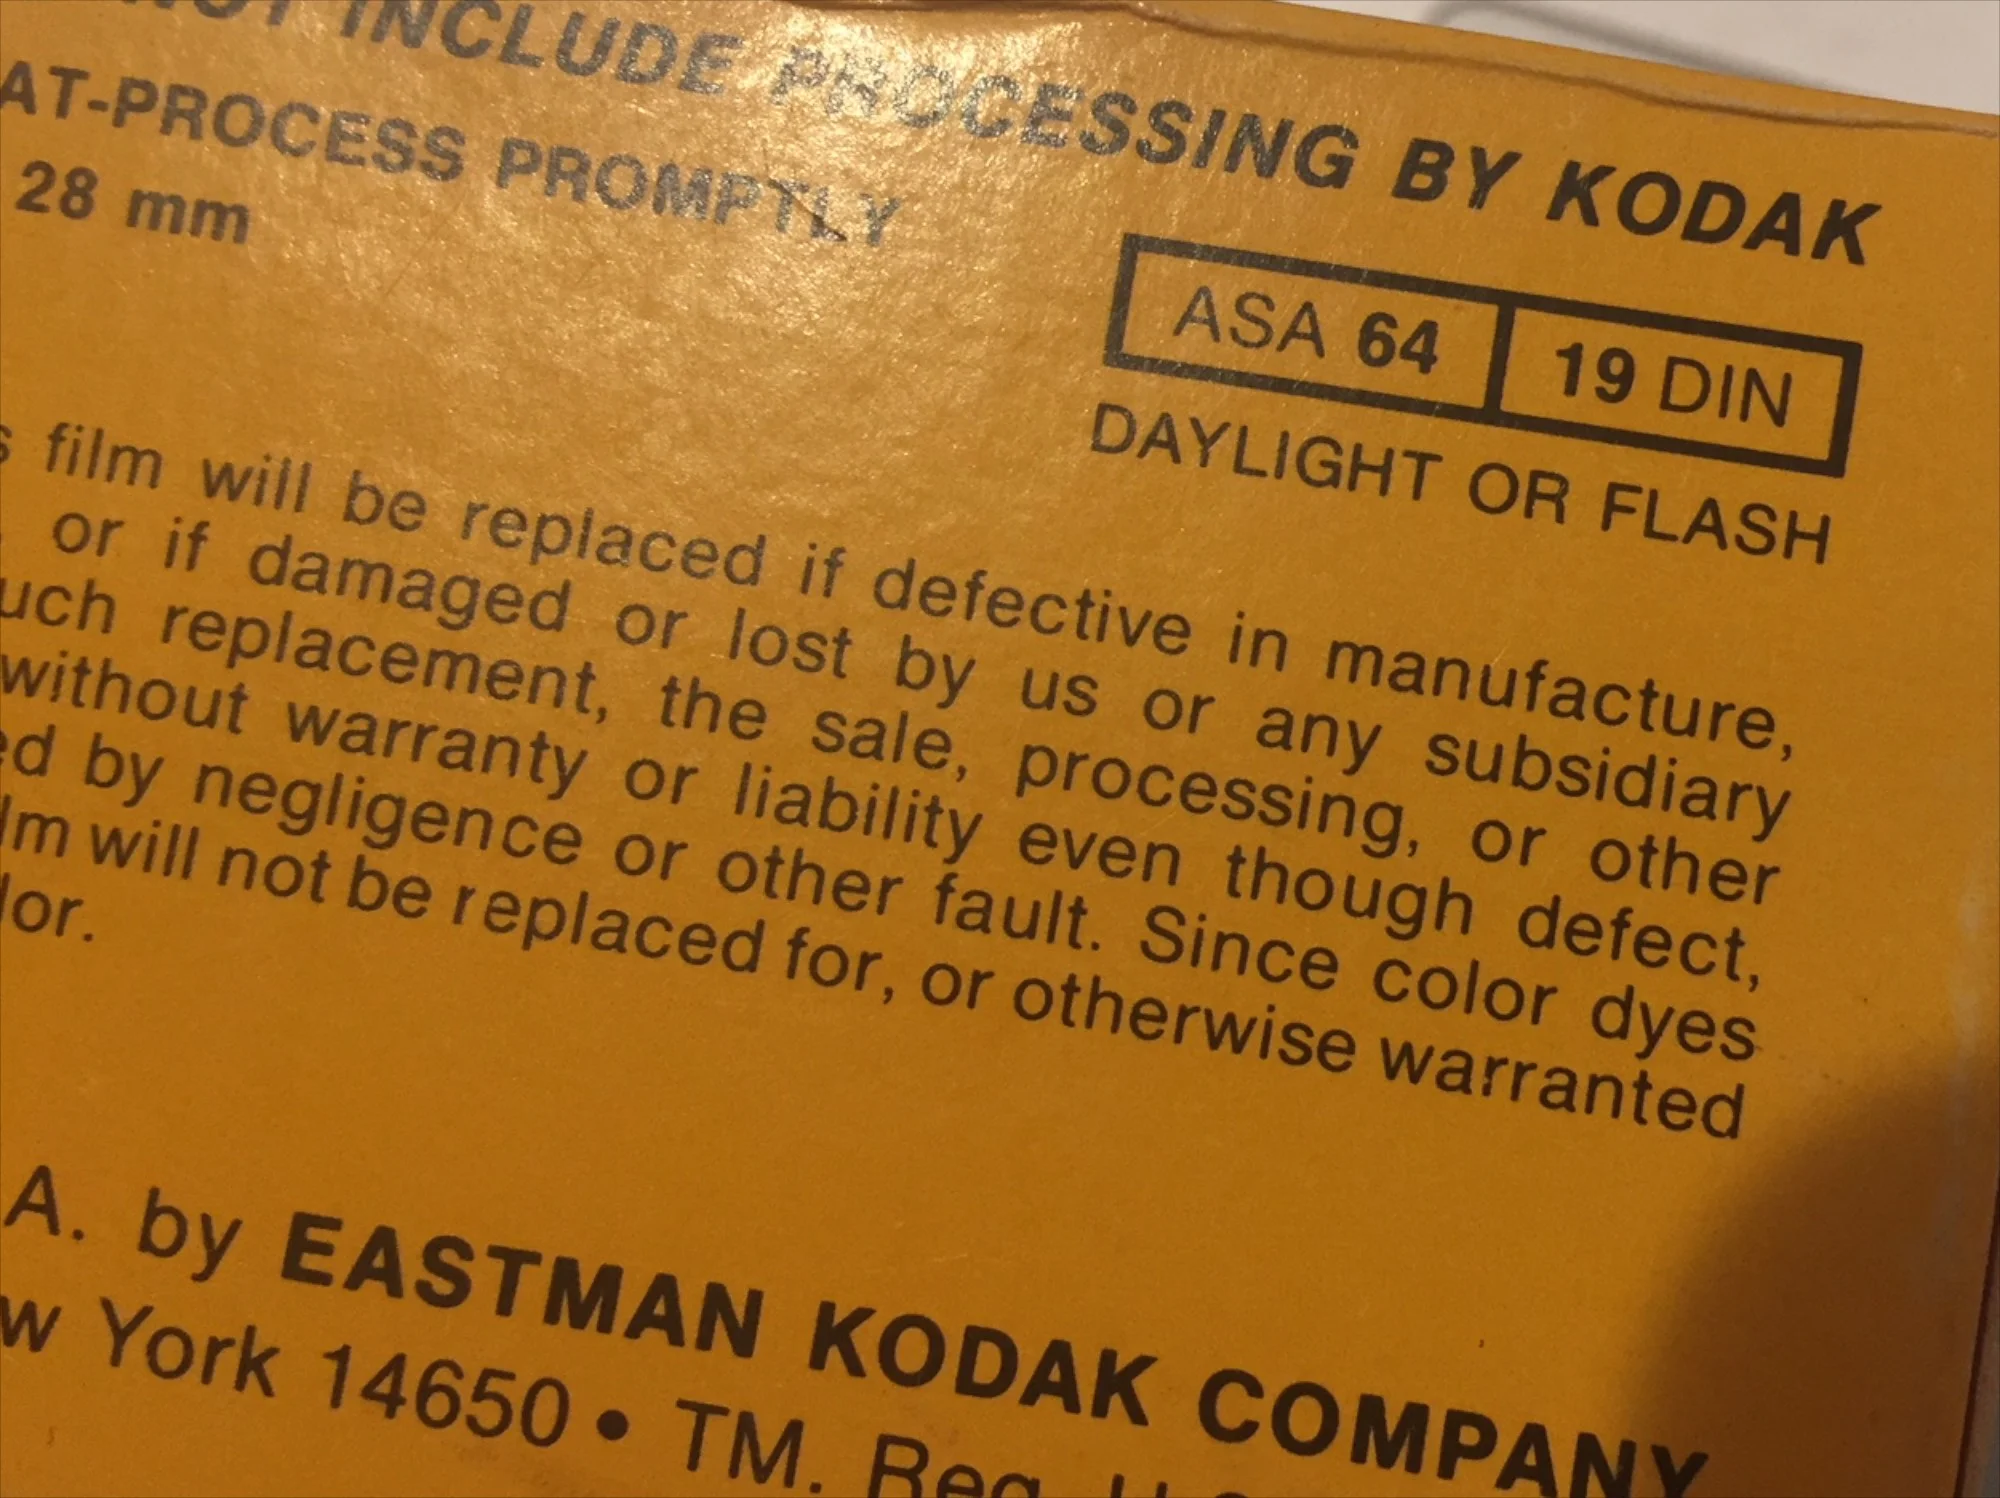 NOT INCLUDE PROCESSING BY KODAK
AT-PROCESS PROMPTLY
28 mm
ASA 64 19 DIN
DAYLIGHT OR FLASH
s film will be replaced if defective in manufacture,
or if damaged or lost by us or any subsidiary
uch replacement, the sale, processing, or other
without warranty or liability even though defect,
ed by negligence or other fault. Since color dyes
lm will not be replaced for, or otherwise warranted
lor.
A. by EASTMAN KODAK COMPANY
w York 14650 • TM. Reg. U.S.